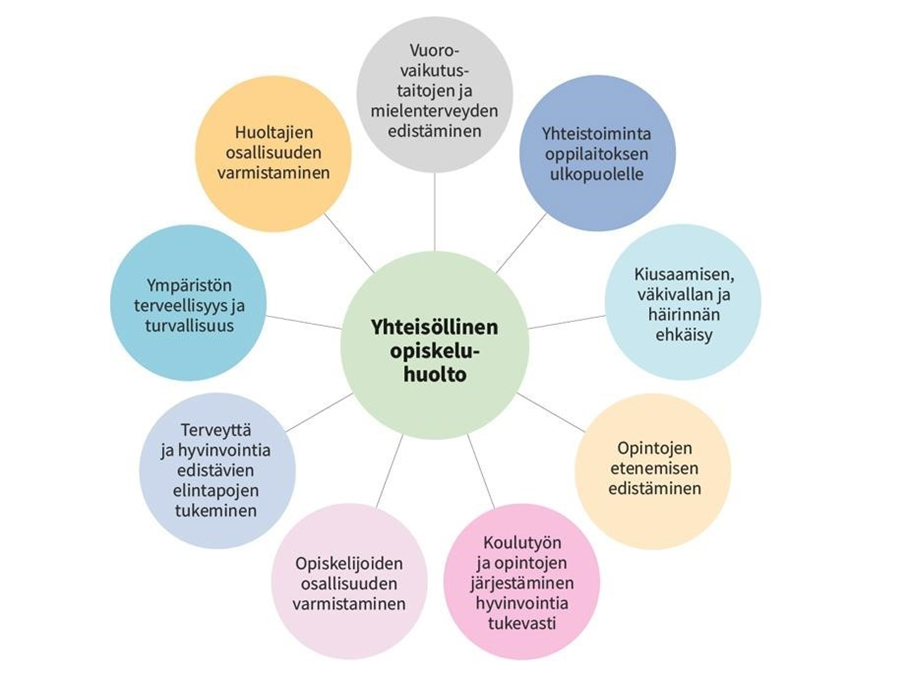 Vuoro-
vaikutus-
taitojen ja
mielenterveyden
edistäminen
Yhteistoiminta
oppilaitoksen
ulkopuolelle
Kiusaamisen,
väkivallan ja
häirinnän
ehkäisy
Opintojen
etenemisen
edistäminen
Koulutyön
ja opintojen
järjestäminen
hyvinvointia
tukevasti
Opiskelijoiden
osallisuuden
varmistaminen
Terveyttä
ja hyvinvointia
edistävien
elintapojen
tukeminen
Ympäristön
terveellisyys ja
turvallisuus
Huoltajien
osallisuuden
varmistaminen
Yhteisöllinen
opiskelu-
huolto